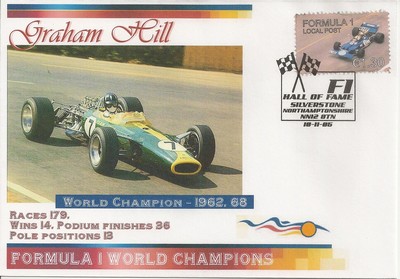 Graham Hill
FORMULA 1
LOCAL POST
F1
HALL OF FAME
SILVERSTONE
NORTHAMPTONSHIRE
NN12 8TN
18-11-06
7
WORLD CHAMPION - 1962, 68
RACES 179.
WINS 14. PODIUM FINISHES 36
POLE POSITIONS 13
FORMULA 1 WORLD CHAMPIONS